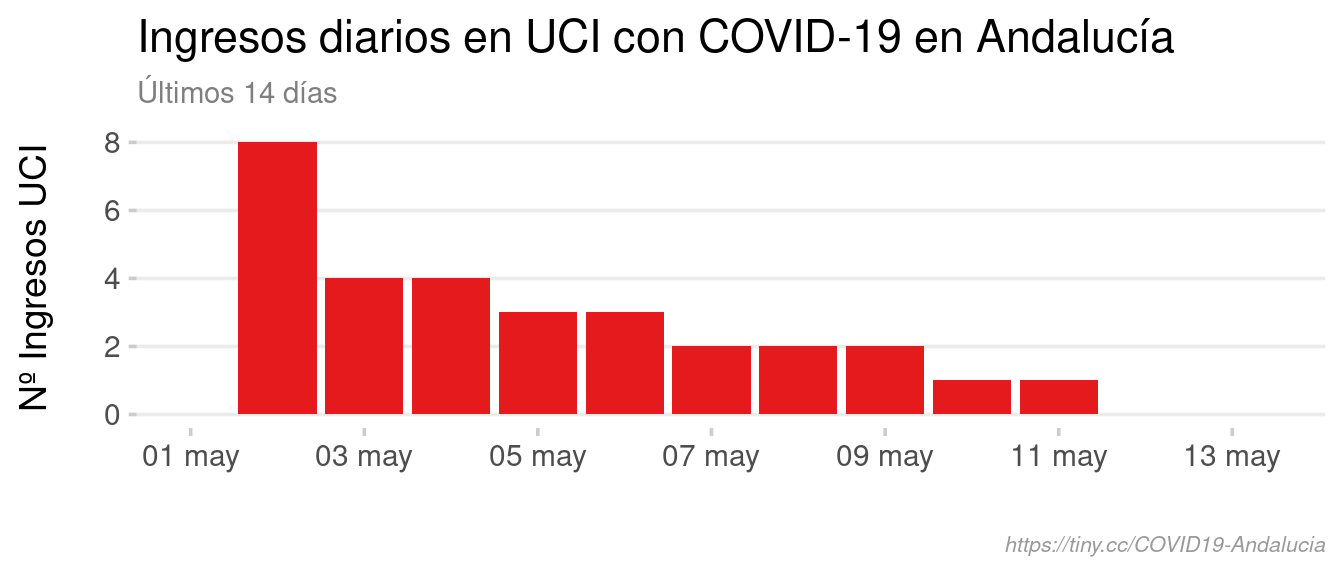 Ingresos diarios en UCI con COVID-19 en Andalucía
Últimos 14 días
Nº Ingresos UCI
8
6
4
2
0
01 may 03 may 05 may 07 may 09 may 11 may 13 may
https://tiny.cc/COVID19-Andalucia